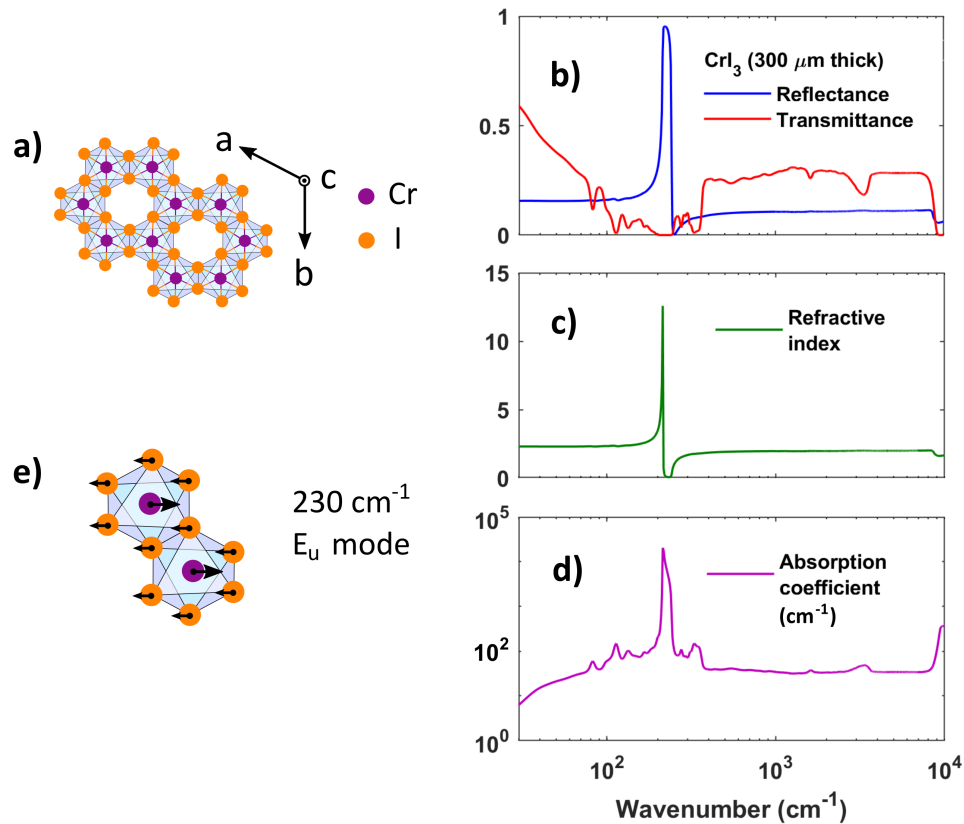 a)
a
c
b
Cr
I
b)
CrI3 (300 μm thick)
Reflectance
Transmittance
1
0.5
0
c)
Refractive
index
15
10
5
0
e)
230 cm-1
Eu mode
d)
Absorption
coefficient
(cm-1)
10^5
10^2
10^0
10^2
10^3
10^4
Wavenumber (cm-1)